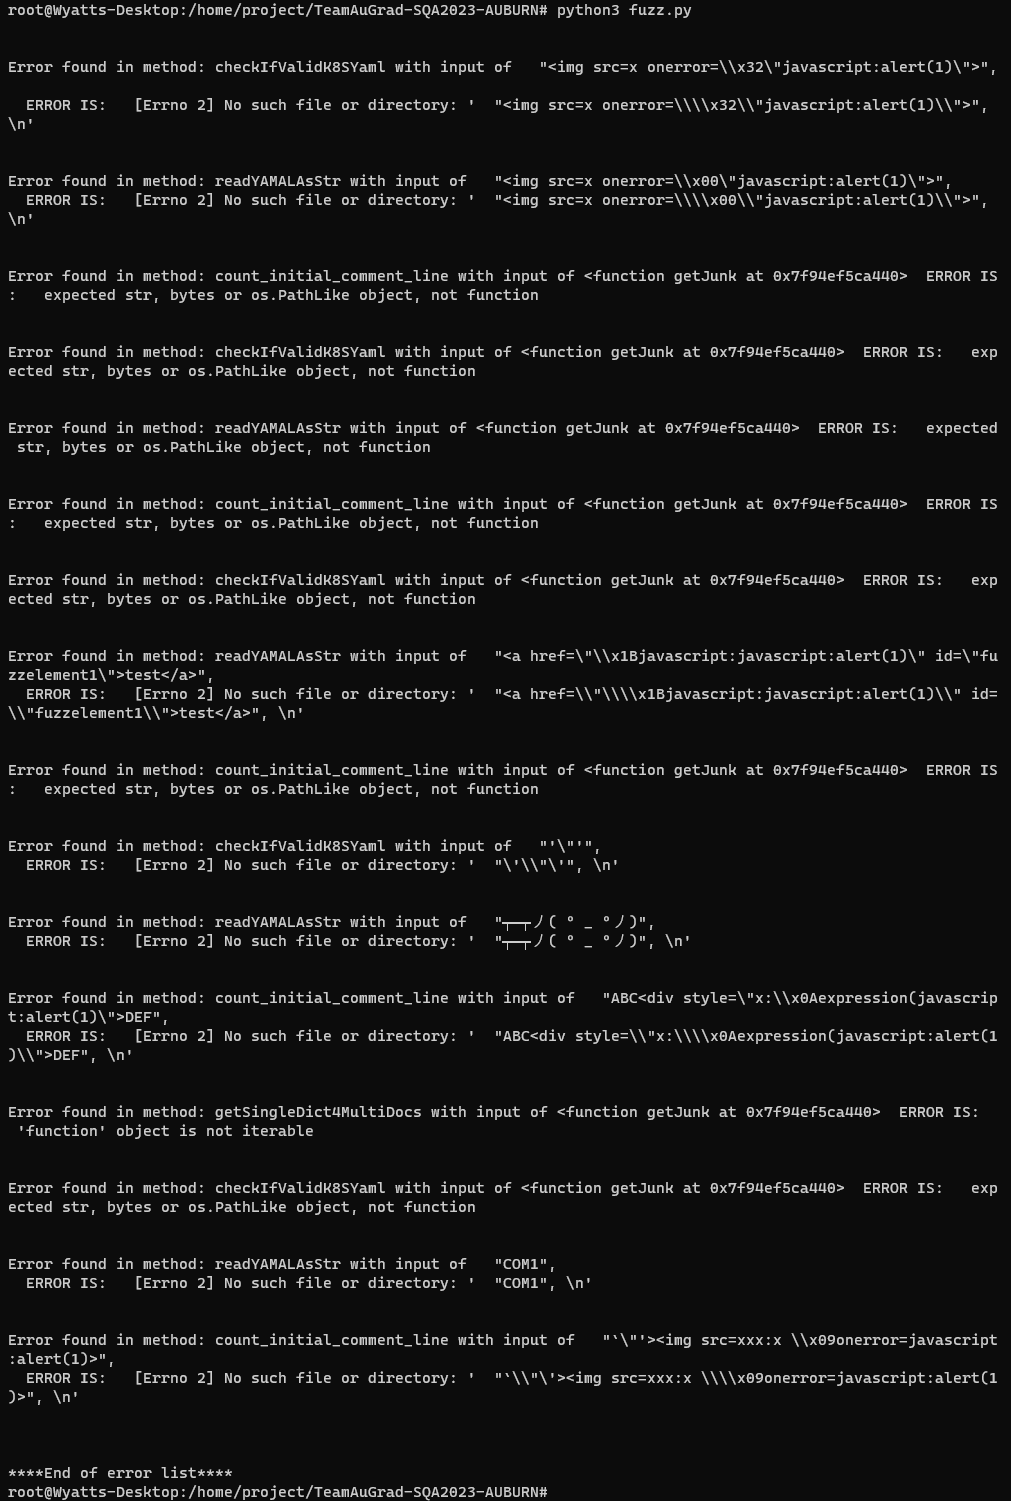 root@Wyatts-Desktop:/home/project/TeamAuGrad-SQA2023-AUBURN# python3 fuzz.py
Error found in method: checkIfValidK8SYaml with input of   "<img src=x onerror=\\x32\"javascript:alert(1)\">",
  ERROR IS:   [Errno 2] No such file or directory: '  "<img src=x onerror=\\\\x32\\"javascript:alert(1)\\">",
\n'
Error found in method: readYAMALAsStr with input of   "<img src=x onerror=\\x00\"javascript:alert(1)\">",
  ERROR IS:   [Errno 2] No such file or directory: '  "<img src=x onerror=\\\\x00\\"javascript:alert(1)\\">",
\n'
Error found in method: count_initial_comment_line with input of <function getJunk at 0x7f94ef5ca440>  ERROR IS
:   expected str, bytes or os.PathLike object, not function
Error found in method: checkIfValidK8SYaml with input of <function getJunk at 0x7f94ef5ca440>  ERROR IS:   exp
ected str, bytes or os.PathLike object, not function
Error found in method: readYAMALAsStr with input of <function getJunk at 0x7f94ef5ca440>  ERROR IS:   expected
 str, bytes or os.PathLike object, not function
Error found in method: count_initial_comment_line with input of <function getJunk at 0x7f94ef5ca440>  ERROR IS
:   expected str, bytes or os.PathLike object, not function
Error found in method: checkIfValidK8SYaml with input of <function getJunk at 0x7f94ef5ca440>  ERROR IS:   exp
ected str, bytes or os.PathLike object, not function
Error found in method: readYAMALAsStr with input of   "<a href=\"\\x1Bjavascript:javascript:alert(1)\" id=\"fu
zzelement1\">test</a>",
  ERROR IS:   [Errno 2] No such file or directory: '  "<a href=\\"\\\\x1Bjavascript:javascript:alert(1)\\" id=
\\"fuzzelement1\\">test</a>", \n'
Error found in method: count_initial_comment_line with input of <function getJunk at 0x7f94ef5ca440>  ERROR IS
:   expected str, bytes or os.PathLike object, not function
Error found in method: checkIfValidK8SYaml with input of   "'\"'",
  ERROR IS:   [Errno 2] No such file or directory: '  "\'\\"\'", \n'
Error found in method: readYAMALAsStr with input of   "┬─┬ノ( º _ ºノ)",
  ERROR IS:   [Errno 2] No such file or directory: '  "┬─┬ノ( º _ ºノ)", \n'
Error found in method: count_initial_comment_line with input of   "ABC<div style=\"x:\\x0Aexpression(javascrip
t:alert(1)\">DEF",
  ERROR IS:   [Errno 2] No such file or directory: '  "ABC<div style=\\"x:\\\\x0Aexpression(javascript:alert(1
)\\">DEF", \n'
Error found in method: getSingleDict4MultiDocs with input of <function getJunk at 0x7f94ef5ca440>  ERROR IS:
 'function' object is not iterable
Error found in method: checkIfValidK8SYaml with input of <function getJunk at 0x7f94ef5ca440>  ERROR IS:   exp
ected str, bytes or os.PathLike object, not function
Error found in method: readYAMALAsStr with input of   "COM1",
  ERROR IS:   [Errno 2] No such file or directory: '  "COM1", \n'
Error found in method: count_initial_comment_line with input of   "`\"'><img src=xxx:x \\x09onerror=javascript
:alert(1)>",
  ERROR IS:   [Errno 2] No such file or directory: '  "`\\"\'><img src=xxx:x \\\\x09onerror=javascript:alert(1
)>", \n'
****End of error list****
root@Wyatts-Desktop:/home/project/TeamAuGrad-SQA2023-AUBURN#